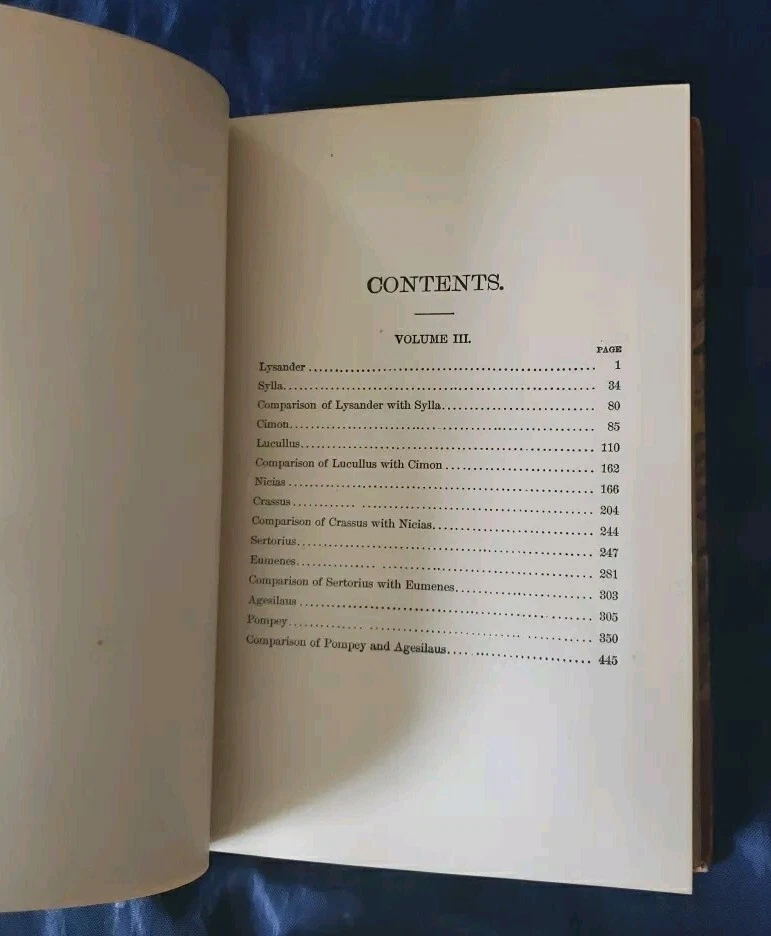 CONTENTS.
VOLUME III.
PAGE
Lysander 1
Sylla 34
Comparison of Lysander with Sylla 80
Cimon 85
Lucullus 110
Comparison of Lucullus with Cimon 162
Nicias 166
Crassus 204
Comparison of Crassus with Nicias 244
Sertorius 247
Eumenes 281
Comparison of Sertorius with Eumenes 303
Agesilaus 305
Pompey 350
Comparison of Pompey and Agesilaus 445